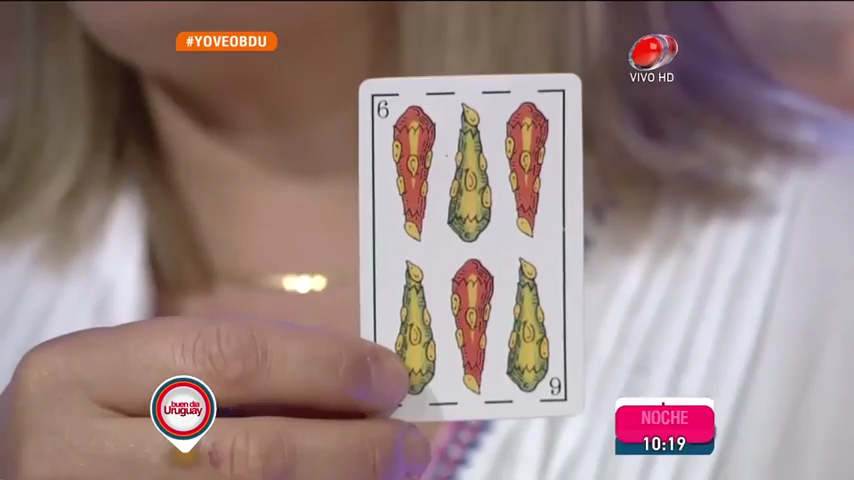 #YOVEOBDU
VIVO HD
6
6
buen día
Uruguay
NOCHE
10:19